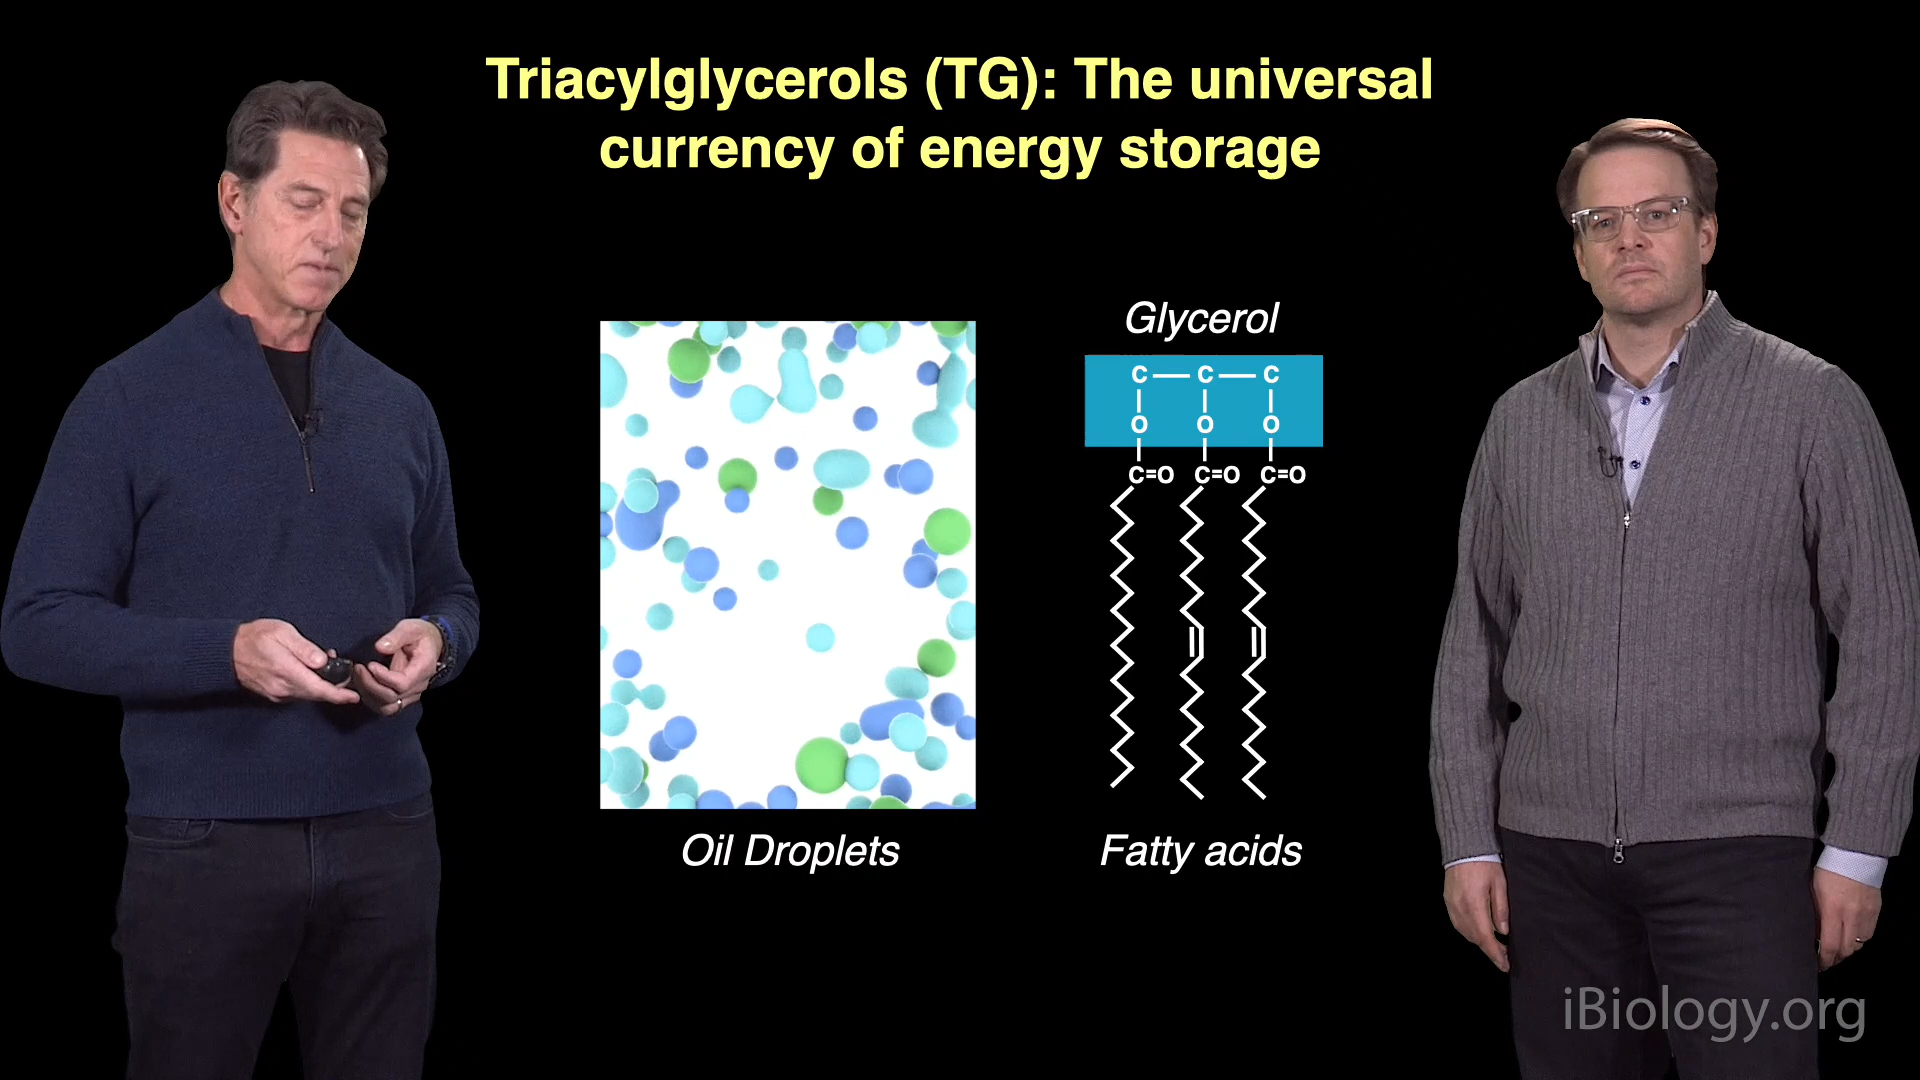 Triacylglycerols (TG): The universal
currency of energy storage
Glycerol
C — C — C
O O O
C=O C=O C=O
Oil Droplets
Fatty acids
iBiology.org